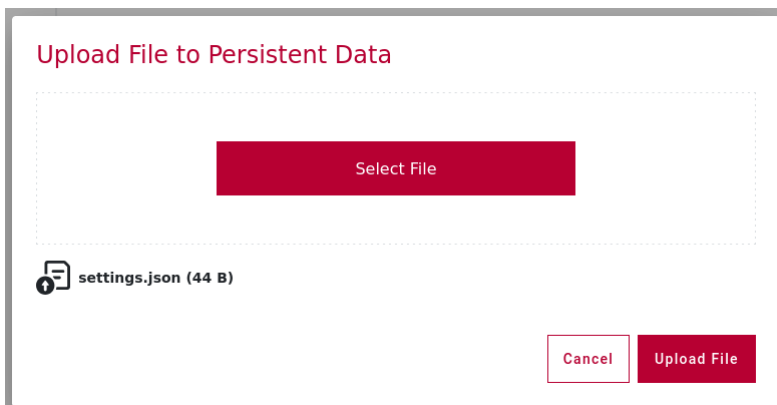 Upload File to Persistent Data
Select File
settings.json (44 B)
Cancel
Upload File